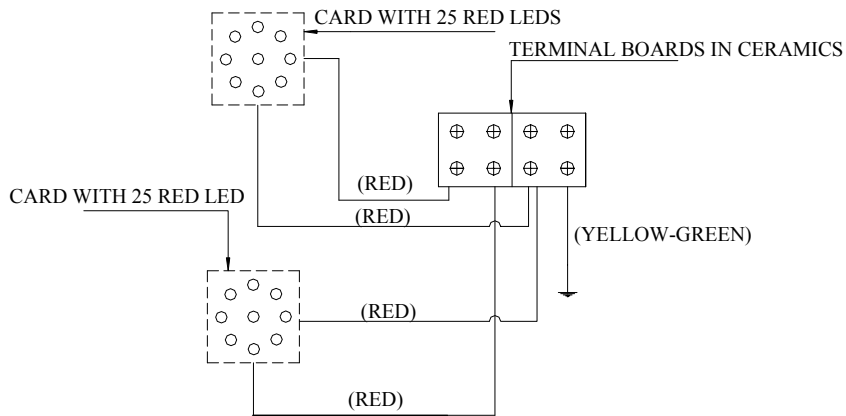 CARD WITH 25 RED LEDS
TERMINAL BOARDS IN CERAMICS
(RED)
CARD WITH 25 RED LED
(RED)
(YELLOW-GREEN)
(RED)
(RED)